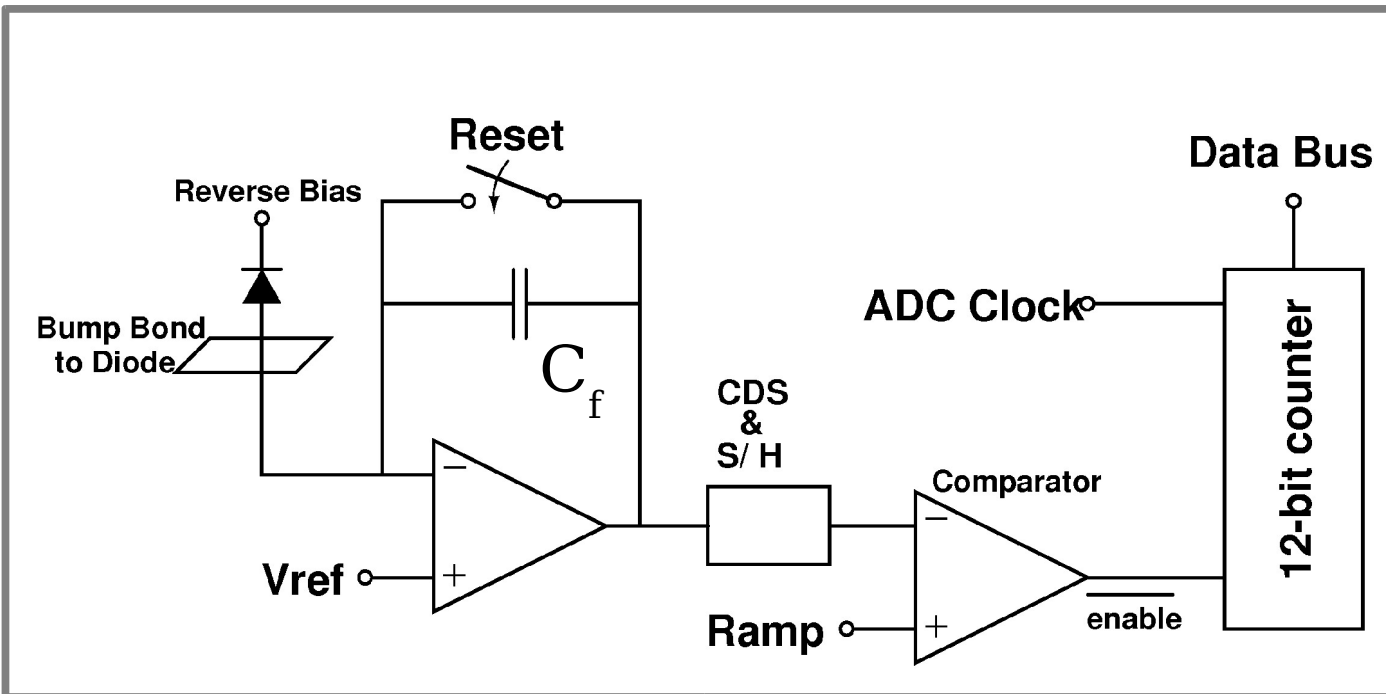 Reset
Data Bus
Reverse Bias
ADC Clock
Bump Bond
to Diode
C
f
12-bit counter
CDS
&
S/ H
Comparator
−
−
Vref
+
enable
Ramp
+